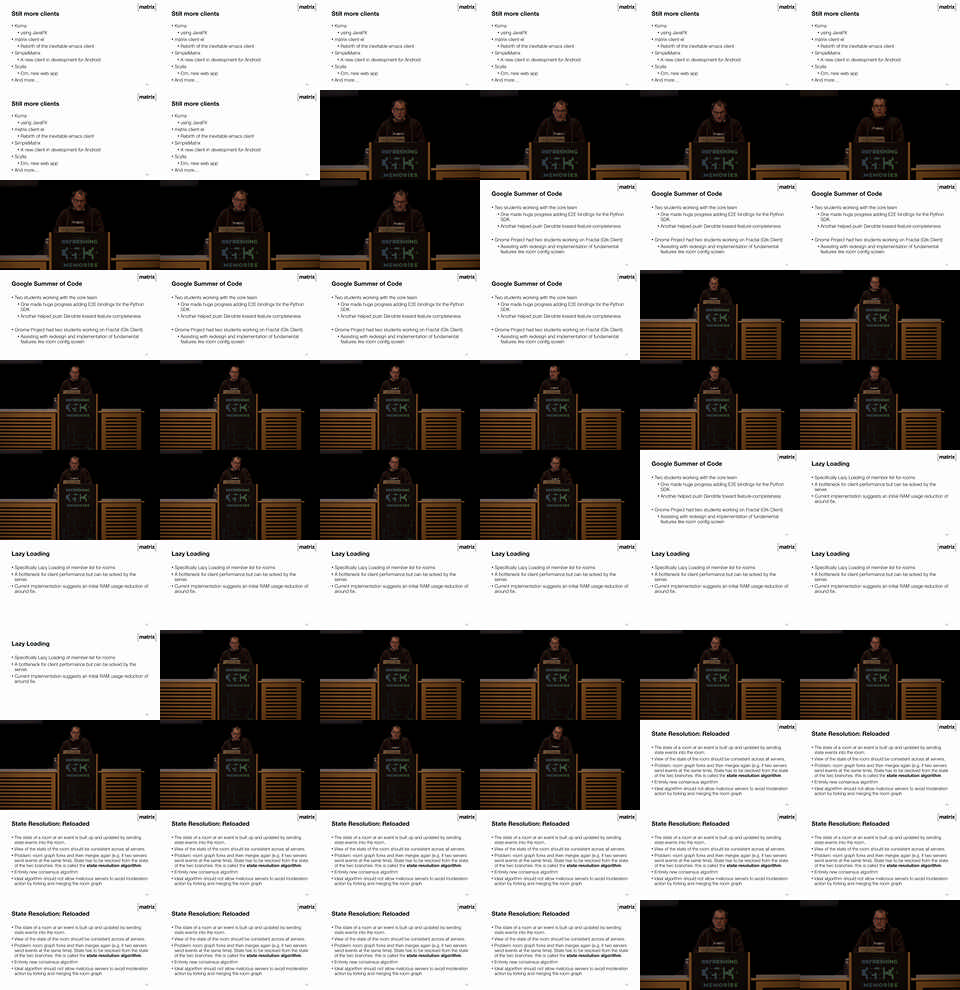 [matrix]
Still more clients
• Koma
• using JavaFX
• matrix-client-el
• Rebirth of the inevitable emacs client
• SimpleMatrix
• A new client in development for Android
• Scylla
• Elm, new web app
• And more…
REFRESHING
MEMORIES
[matrix]
Google Summer of Code
• Two students working with the core team
• One made huge progress adding E2E bindings for the Python
SDK
• Another helped push Dendrite toward feature-completeness
• Gnome Project had two students working on Fractal (Gtk Client)
• Assisting with redesign and implementation of fundamental
features like room config screen
[matrix]
Lazy Loading
• Specifically Lazy Loading of member list for rooms
• A bottleneck for client performance but can be solved by the
server
• Current implementation suggests an initial RAM usage reduction of
around 5x.
[matrix]
State Resolution: Reloaded
• The state of a room at an event is built up and updated by sending
state events into the room.
• View of the state of the room should be consistent across all servers.
• Problem: room graph forks and then merges again (e.g. if two servers
send events at the same time). State has to be resolved from the state
of the two branches: this is called the state resolution algorithm.
• Entirely new consensus algorithm
• Ideal algorithm should not allow malicious servers to avoid moderation
action by forking and merging the room graph